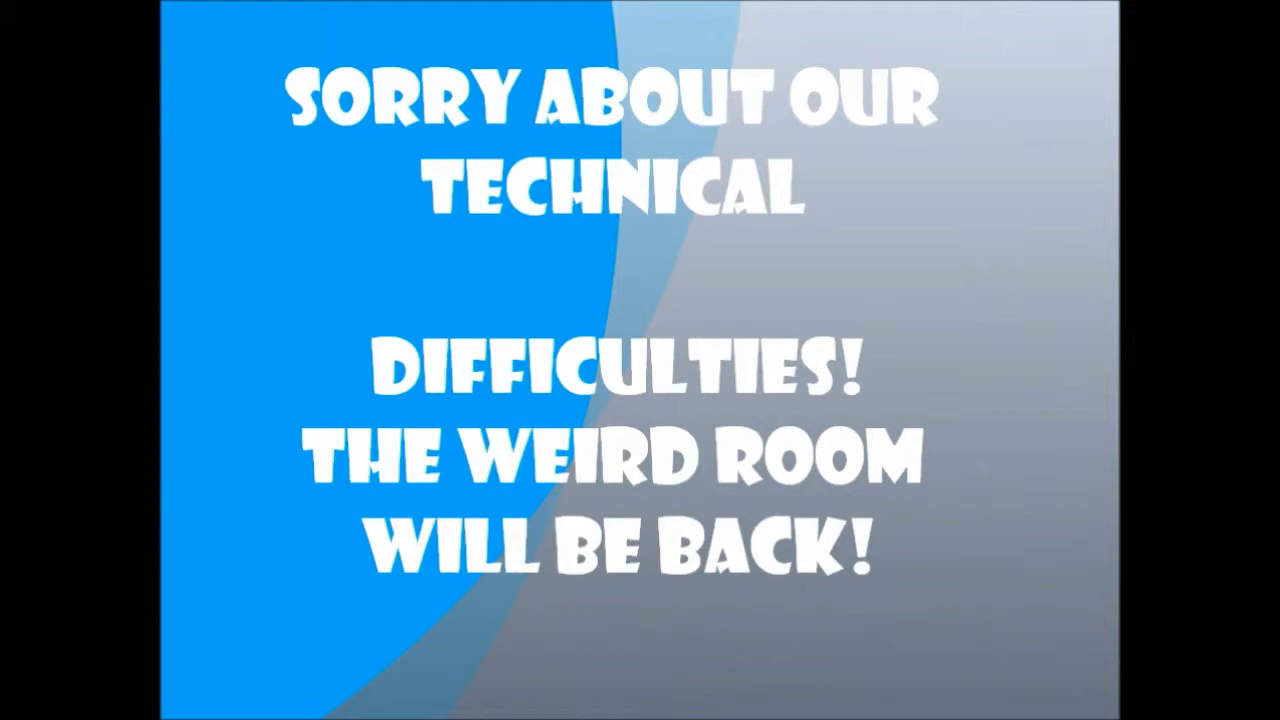 SORRY ABOUT OUR
TECHNICAL
DIFFICULTIES!
THE WEIRD ROOM
WILL BE BACK!